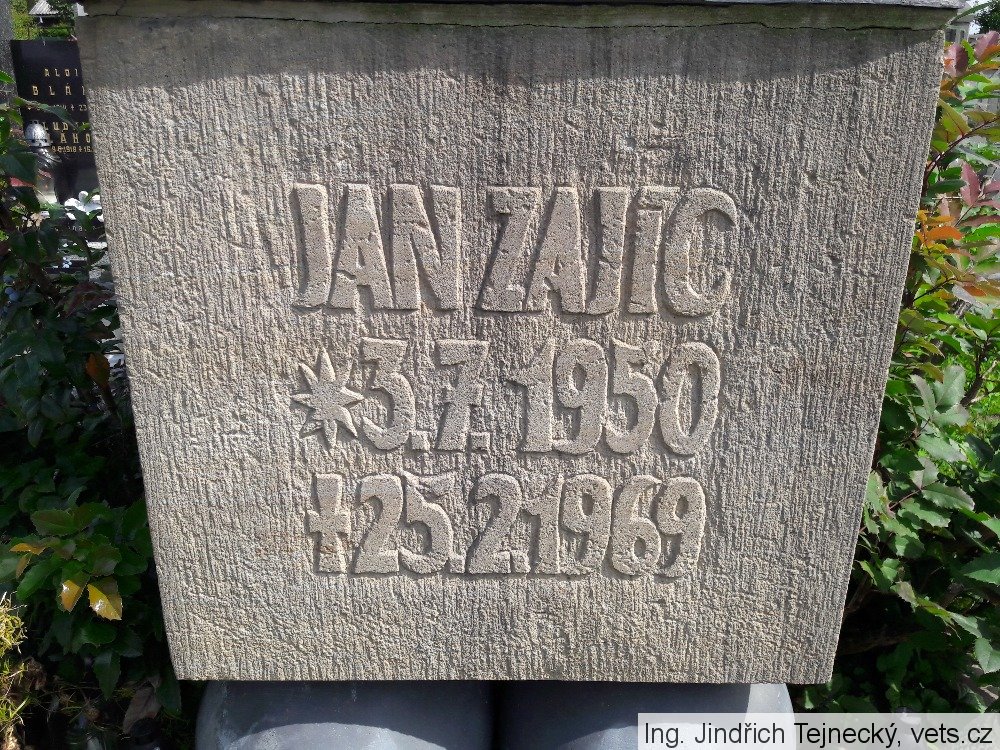 JAN ZAJÍC
* 3.7. 1950
† 25.2.1969
Ing. Jindřich Tejnecký, vets.cz